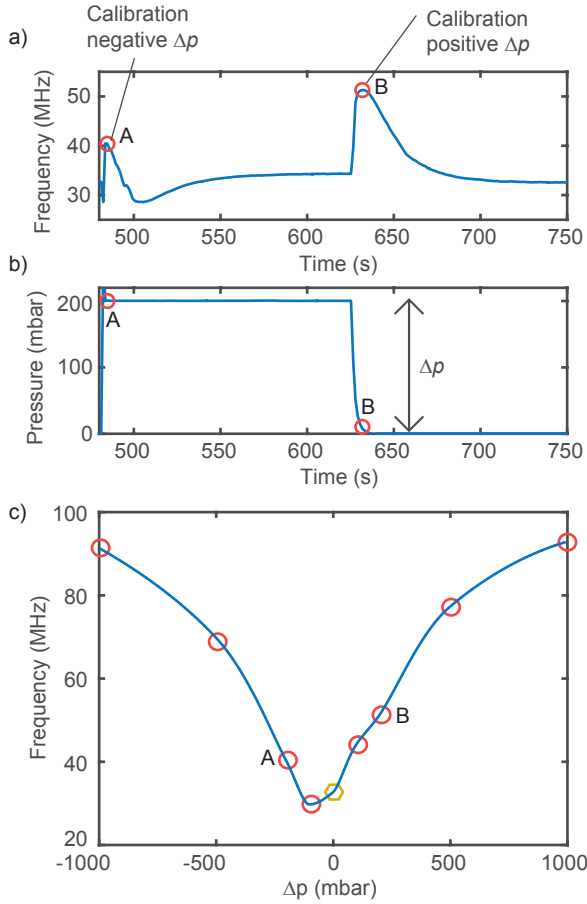 Calibration
negative Δp
Calibration
positive Δp
a)
50
40
30
Frequency (MHz)
A
B
500
550
600
650
700
750
Time (s)
b)
200
100
0
Pressure (mbar)
A
B
Δp
500
550
600
650
700
750
Time (s)
c)
100
80
60
40
20
Frequency (MHz)
A
B
-1000
-500
0
500
1000
Δp (mbar)